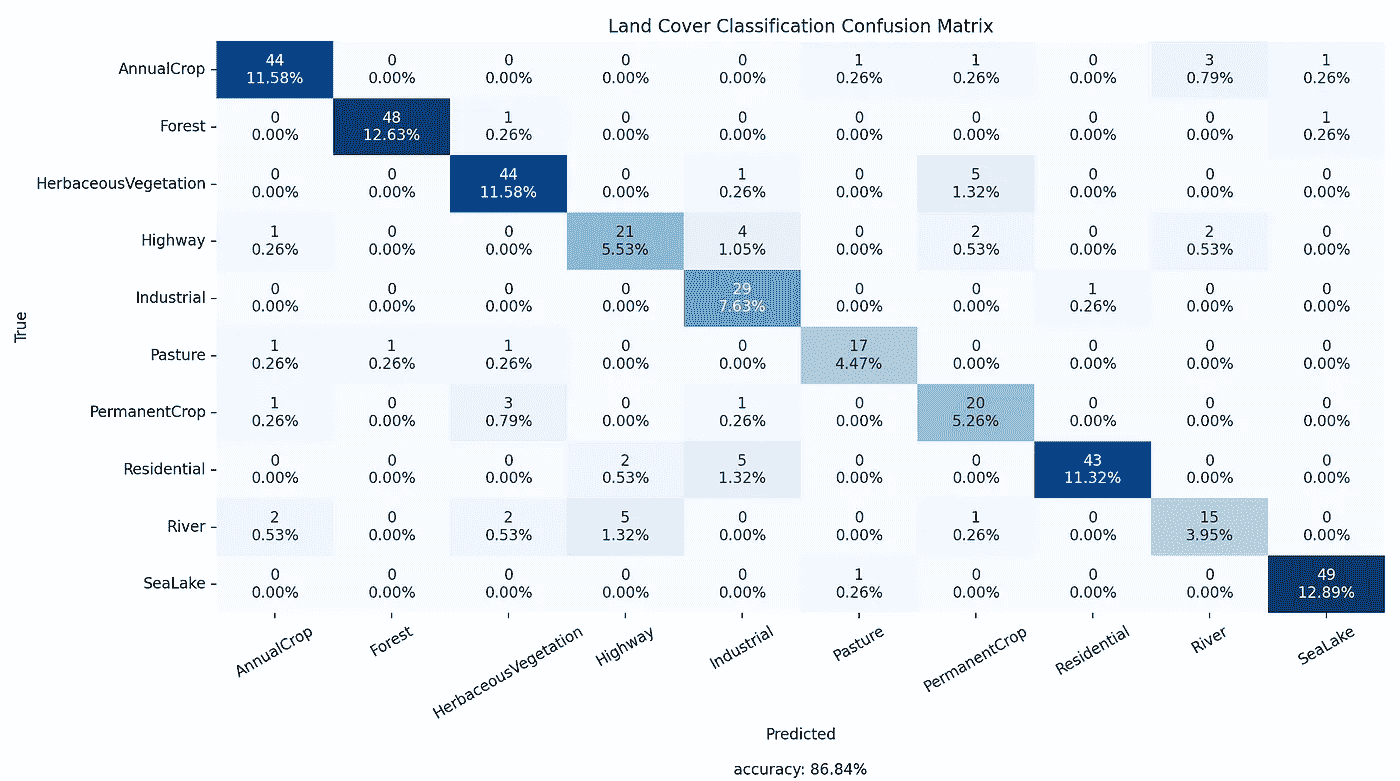 Land Cover Classification Confusion Matrix
AnnualCrop
44 0 0 0 0 1 1 0 3 1
11.58% 0.00% 0.00% 0.00% 0.00% 0.26% 0.26% 0.00% 0.79% 0.26%
Forest
0 48 1 0 0 0 0 0 0 1
0.00% 12.63% 0.26% 0.00% 0.00% 0.00% 0.00% 0.00% 0.00% 0.26%
HerbaceousVegetation
0 0 44 0 1 0 5 0 0 0
0.00% 0.00% 11.58% 0.00% 0.26% 0.00% 1.32% 0.00% 0.00% 0.00%
Highway
1 0 0 21 4 0 2 0 2 0
0.26% 0.00% 0.00% 5.53% 1.05% 0.00% 0.53% 0.00% 0.53% 0.00%
Industrial
0 0 0 0 29 0 0 1 0 0
0.00% 0.00% 0.00% 0.00% 7.63% 0.00% 0.00% 0.26% 0.00% 0.00%
True
Pasture
1 1 1 0 0 17 0 0 0 0
0.26% 0.26% 0.26% 0.00% 0.00% 4.47% 0.00% 0.00% 0.00% 0.00%
PermanentCrop
1 0 3 0 1 0 20 0 0 0
0.26% 0.00% 0.79% 0.00% 0.26% 0.00% 5.26% 0.00% 0.00% 0.00%
Residential
0 0 0 2 5 0 0 43 0 0
0.00% 0.00% 0.00% 0.53% 1.32% 0.00% 0.00% 11.32% 0.00% 0.00%
River
2 0 2 5 0 0 1 0 15 0
0.53% 0.00% 0.53% 1.32% 0.00% 0.00% 0.26% 0.00% 3.95% 0.00%
SeaLake
0 0 0 0 0 1 0 0 0 49
0.00% 0.00% 0.00% 0.00% 0.00% 0.26% 0.00% 0.00% 0.00% 12.89%
AnnualCrop Forest HerbaceousVegetation Highway Industrial Pasture PermanentCrop Residential River SeaLake
Predicted
accuracy: 86.84%